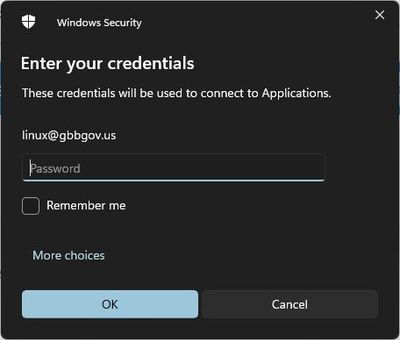 Windows Security
Enter your credentials
These credentials will be used to connect to Applications.
linux@gbbgov.us
Password
Remember me
More choices
OK
Cancel